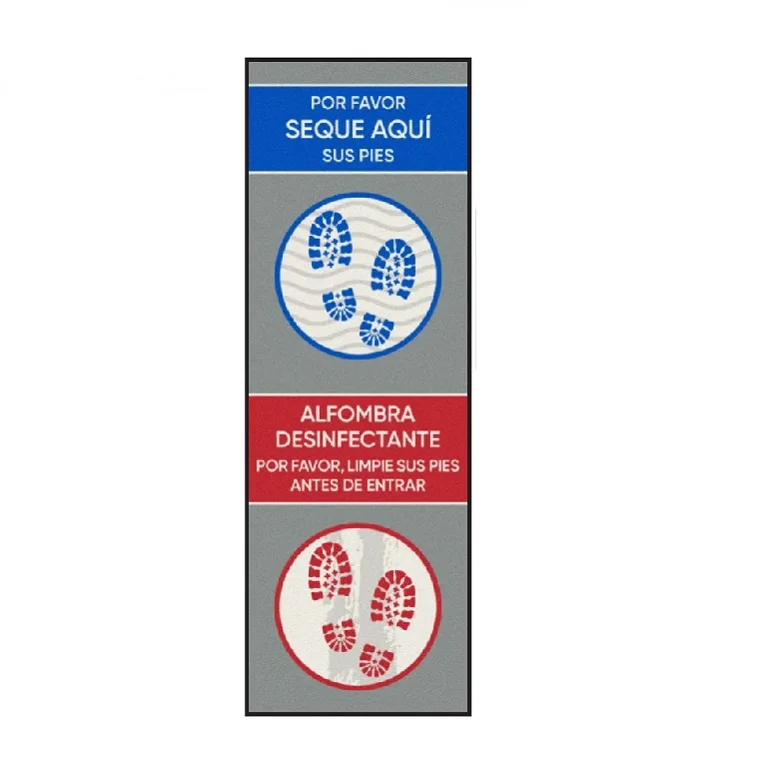 POR FAVOR
SEQUE AQUÍ
SUS PIES
ALFOMBRA
DESINFECTANTE
POR FAVOR, LIMPIE SUS PIES
ANTES DE ENTRAR